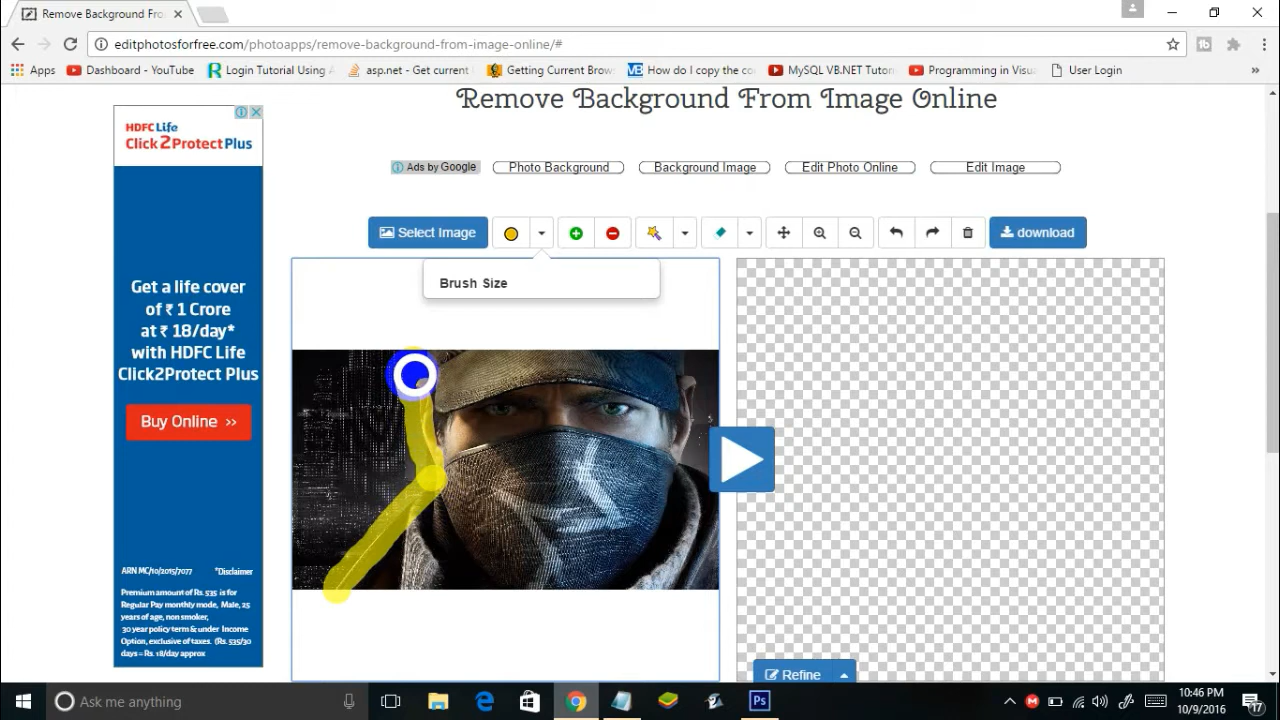 Remove Background Fro
editphotosforfree.com/photoapps/remove-background-from-image-online/#
Apps
Dashboard - YouTube
Login Tutorial Using
asp.net - Get current
Getting Current Brow
How do I copy the co
MySQL VB.NET Tutori
Programming in Visua
User Login
Remove Background From Image Online
Ads by Google
Photo Background
Background Image
Edit Photo Online
Edit Image
HDFC Life
Click2Protect Plus
Select Image
download
Brush Size
Get a life cover
of ₹ 1 Crore
at ₹ 18/day*
with HDFC Life
Click2Protect Plus
Buy Online >>
ARN MC/10/2015/7077 *Disclaimer
Premium amount of Rs. 535 is for
Regular Pay monthly mode, Male, 25
years of age, non smoker,
30 year policy term & under Income
Option, exclusive of taxes. (Rs. 535/30
days = Rs. 18/day approx
Refine
Ask me anything
Ps
10:46 PM
10/9/2016
17